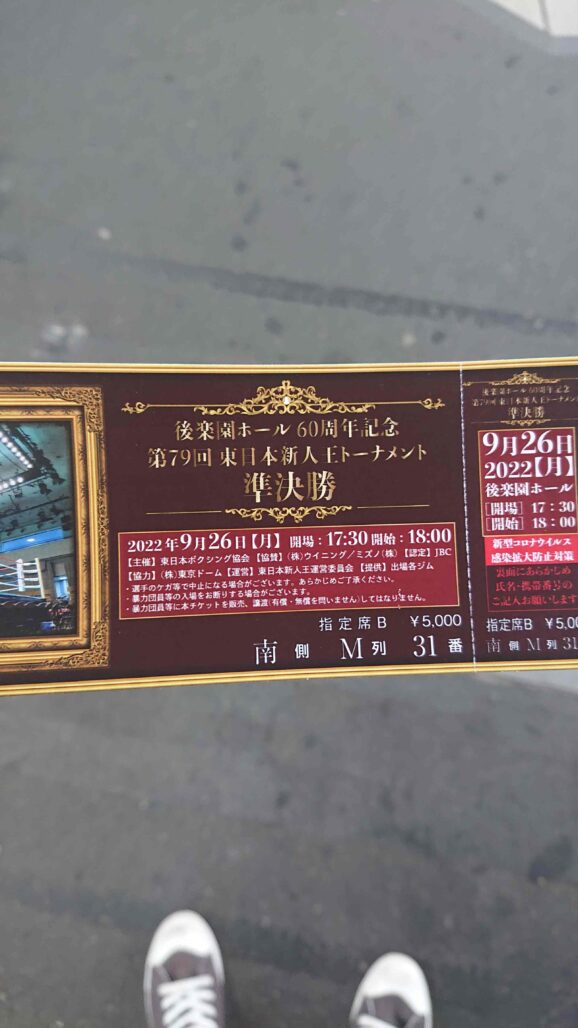 後楽園ホール 60周年記念
第79回 東日本新人王トーナメント
準決勝
2022年9月26日【月】 開場：17:30 開始：18:00
【主催】東日本ボクシング協会 【協賛】(株)ウイニング/ミズノ(株) 【認定】JBC
【協力】(株)東京ドーム 【運営】東日本新人王運営委員会 【提供】出場各ジム
・選手のケガ等で中止になる場合がございます。あらかじめご了承ください。
・暴力団員等の入場をお断りする場合がございます。
・暴力団員等に本チケットを販売、譲渡(有償・無償を問いません)してはなりません。
指定席B ￥5,000
南 側 M 列 31 番
後楽園ホール 60周年記念
第79回 東日本新人王トーナメント
準決勝
9月26日
2022【月】
後楽園ホール
［開場］ 17：30
［開始］ 18：00
新型コロナウイルス
感染拡大防止対策
裏面にあらかじめ
氏名・携帯番号の
ご記入お願いします
指定席B ￥5,00
南 側 M 列 31